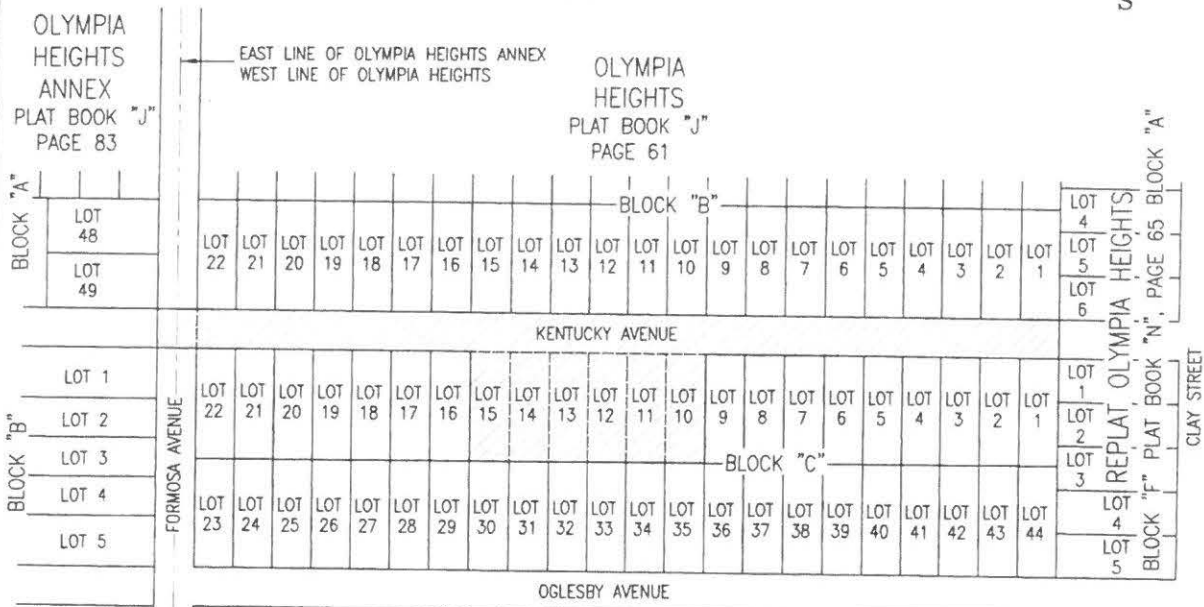 S
OLYMPIA
HEIGHTS
ANNEX
PLAT BOOK "J"
PAGE 83
EAST LINE OF OLYMPIA HEIGHTS ANNEX
WEST LINE OF OLYMPIA HEIGHTS
OLYMPIA
HEIGHTS
PLAT BOOK "J"
PAGE 61
BLOCK "A"
LOT
48
LOT
49
BLOCK "B"
LOT LOT LOT LOT LOT LOT LOT LOT LOT LOT LOT LOT LOT LOT LOT LOT LOT LOT LOT LOT LOT LOT
22 21 20 19 18 17 16 15 14 13 12 11 10 9 8 7 6 5 4 3 2 1
LOT
4
LOT
5
LOT
6
KENTUCKY AVENUE
BLOCK "B"
LOT 1
LOT 2
LOT 3
LOT 4
LOT 5
FORMOSA AVENUE
LOT LOT LOT LOT LOT LOT LOT LOT LOT LOT LOT LOT LOT LOT LOT LOT LOT LOT LOT LOT LOT LOT
22 21 20 19 18 17 16 15 14 13 12 11 10 9 8 7 6 5 4 3 2 1
BLOCK "C"
LOT LOT LOT LOT LOT LOT LOT LOT LOT LOT LOT LOT LOT LOT LOT LOT LOT LOT LOT LOT LOT LOT
23 24 25 26 27 28 29 30 31 32 33 34 35 36 37 38 39 40 41 42 43 44
LOT
1
LOT
2
LOT
3
LOT
4
LOT
5
REPLAT OLYMPIA HEIGHTS
BLOCK "F" PLAT BOOK "N", PAGE 65 BLOCK "A"
CLAY STREET
OGLESBY AVENUE